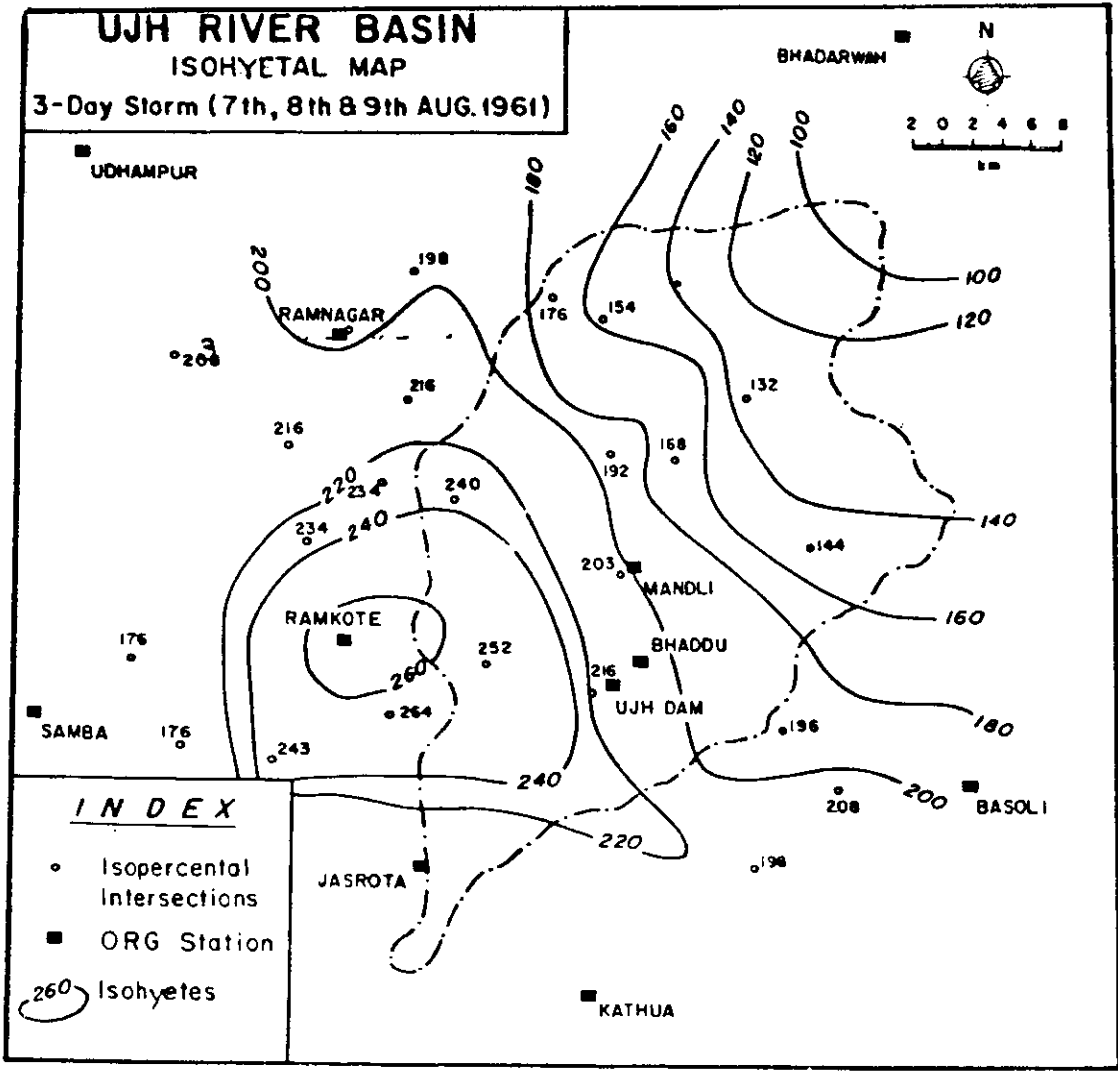 UJH RIVER BASIN
ISOHYETAL MAP
3-Day Storm (7th, 8th & 9th AUG. 1961)
BHADARWAH
N
2 0 2 4 6 8
km
UDHAMPUR
160
140
120
100
180
200
198
100
RAMNAGAR
176
154
120
208
3
216
132
216
192
168
220
234
240
240
234
140
144
203
MANDLI
RAMKOTE
160
BHADDU
176
252
260
216
UJH DAM
264
180
SAMBA
176
196
243
240
200
BASOLI
208
INDEX
220
Isopercental
Intersections
JASROTA
198
ORG Station
260 Isohyetes
KATHUA